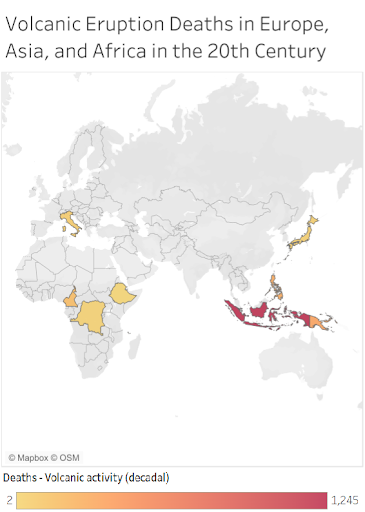 Volcanic Eruption Deaths in Europe,
Asia, and Africa in the 20th Century
© Mapbox © OSM
Deaths - Volcanic activity (decadal)
2 1,245